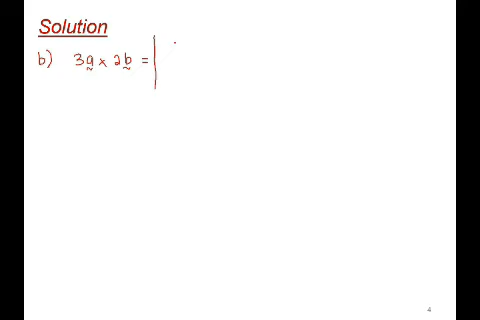 Solution
b) 3a̰ × 2b̰ = |
4